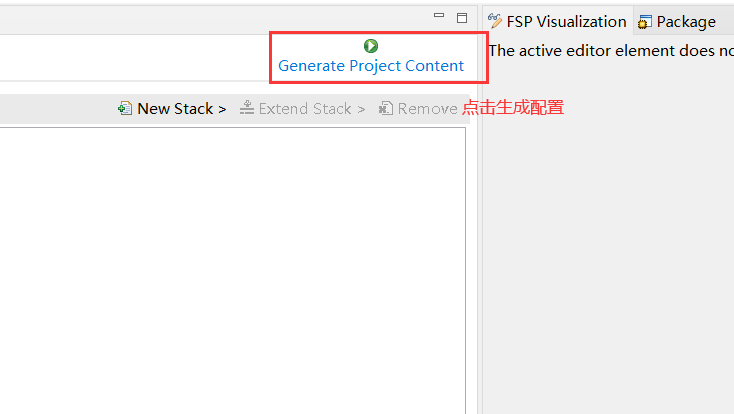 FSP Visualization
Package
Generate Project Content
The active editor element does no
New Stack >
Extend Stack >
Remove
点击生成配置